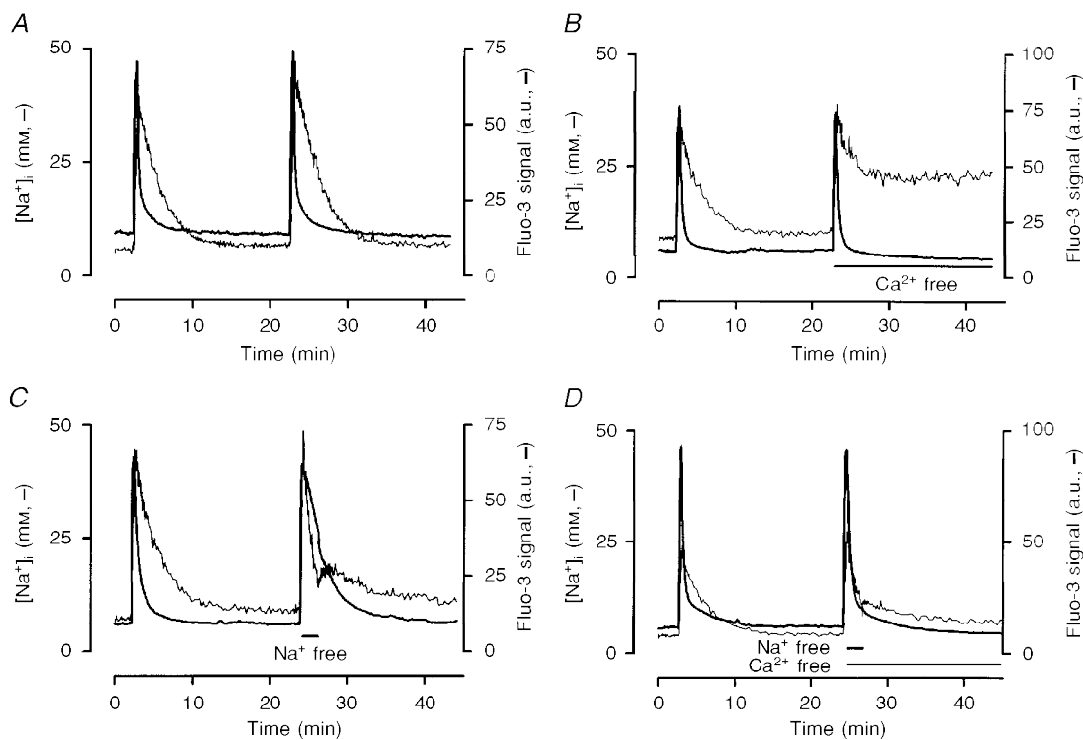 A
50
25
0
[Na⁺]ᵢ (mM, –)
75
50
25
0
Fluo-3 signal (a.u., –)
0 10 20 30 40
Time (min)
B
50
25
0
[Na⁺]ᵢ (mM, –)
100
75
50
25
0
Fluo-3 signal (a.u., –)
Ca²⁺ free
0 10 20 30 40
Time (min)
C
50
25
0
[Na⁺]ᵢ (mM, –)
75
50
25
0
Fluo-3 signal (a.u., –)
Na⁺ free
0 10 20 30 40
Time (min)
D
50
25
0
[Na⁺]ᵢ (mM, –)
100
50
0
Fluo-3 signal (a.u., –)
Na⁺ free
Ca²⁺ free
0 10 20 30 40
Time (min)